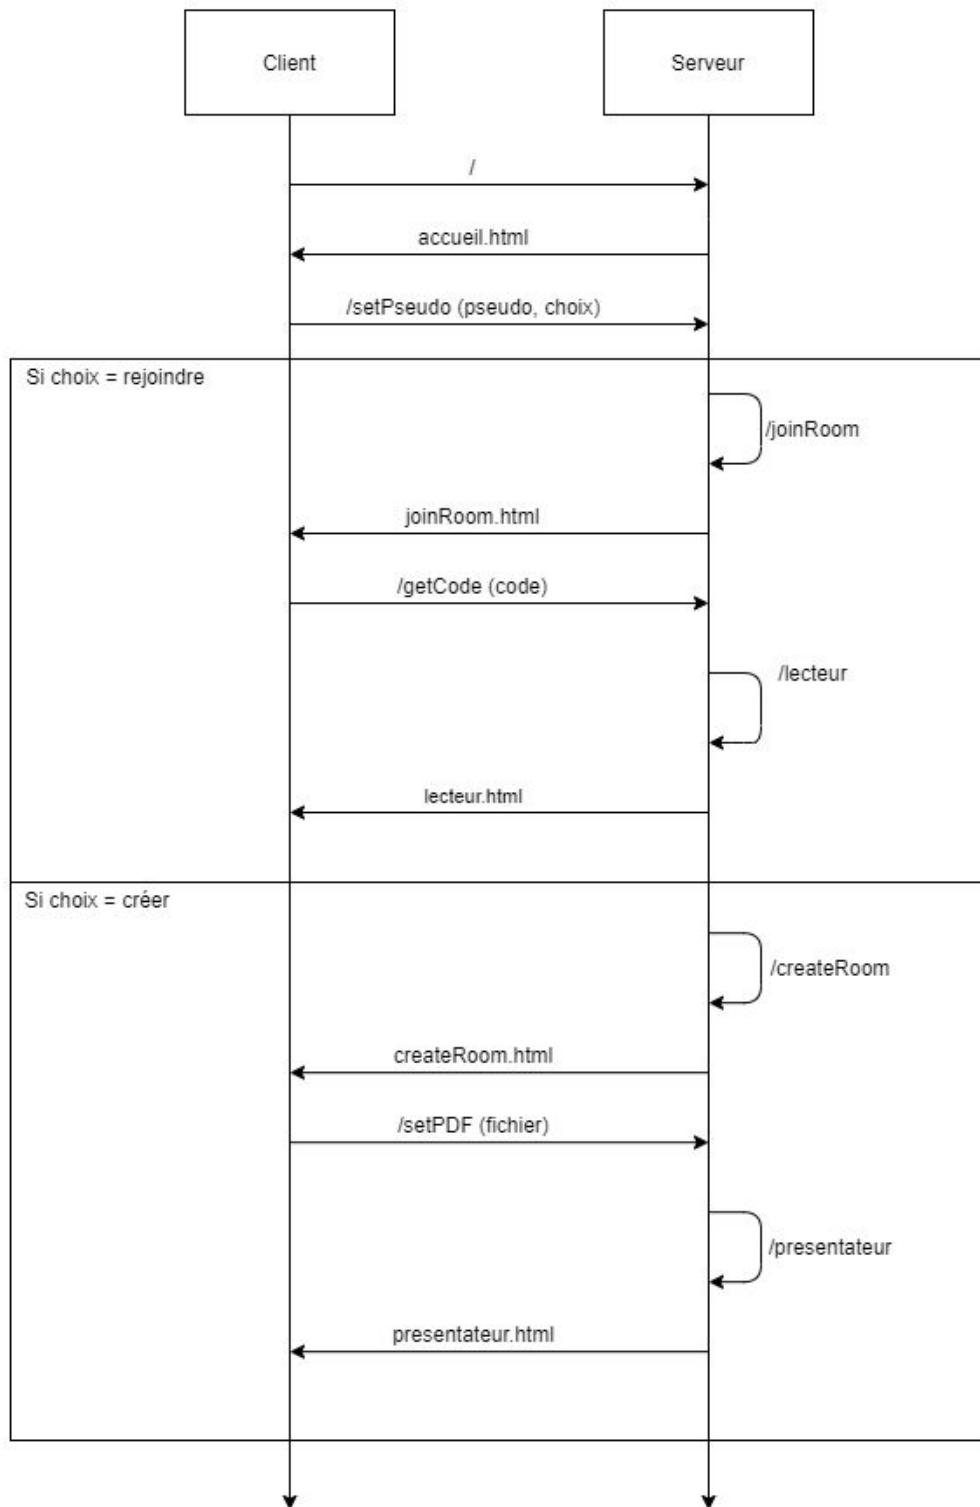 Client
Serveur
/
accueil.html
/setPseudo (pseudo, choix)
Si choix = rejoindre
/joinRoom
joinRoom.html
/getCode (code)
/lecteur
lecteur.html
Si choix = créer
/createRoom
createRoom.html
/setPDF (fichier)
/presentateur
presentateur.html